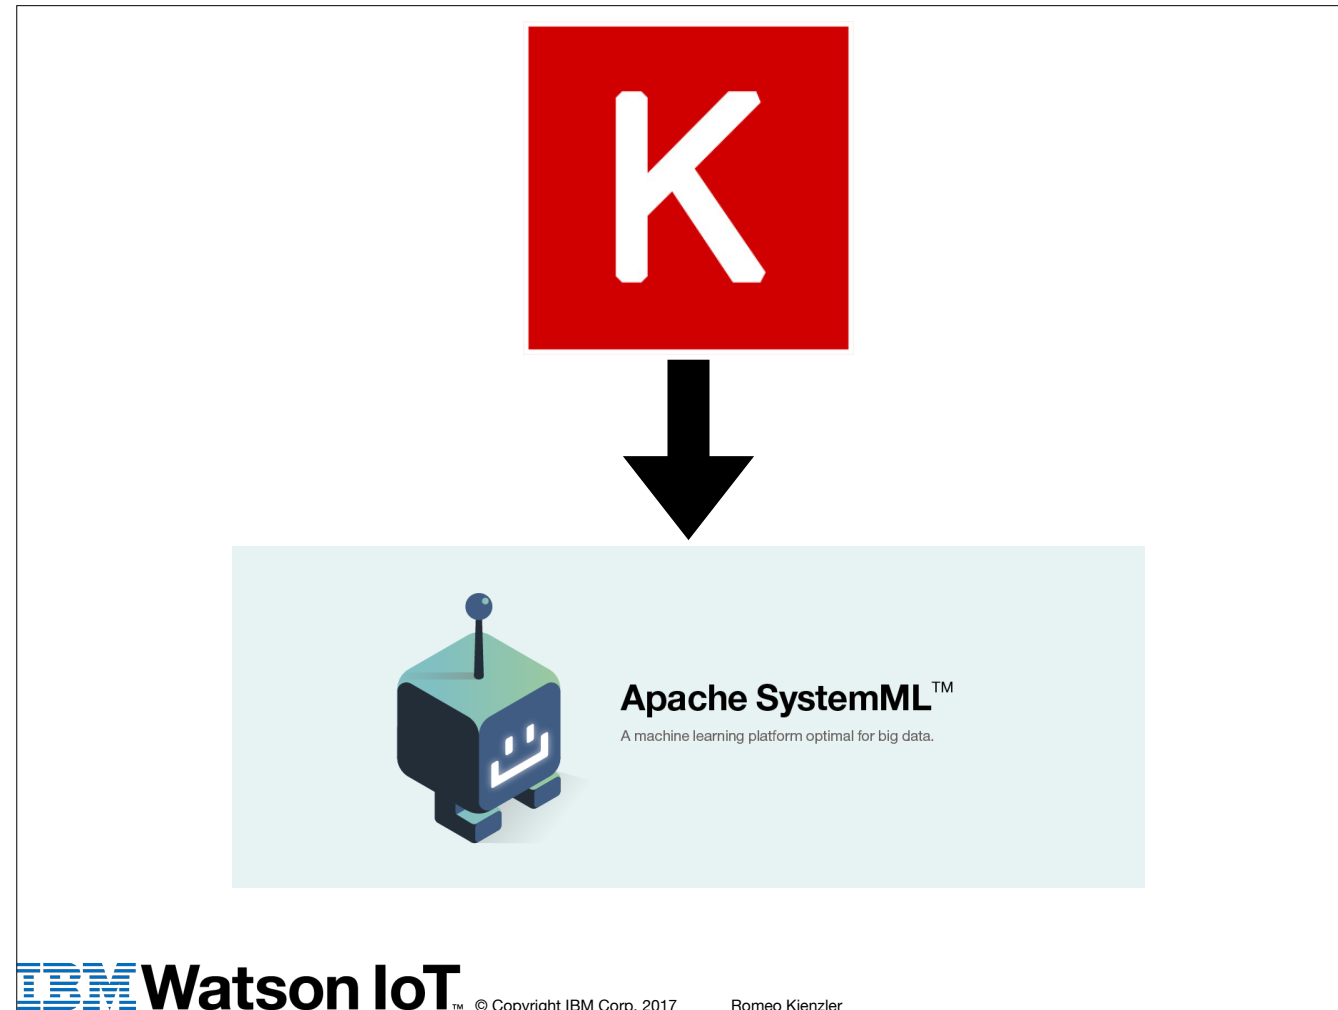 K
Apache SystemML™
A machine learning platform optimal for big data.
IBM Watson IoT™ © Copyright IBM Corp. 2017 Romeo Kienzler